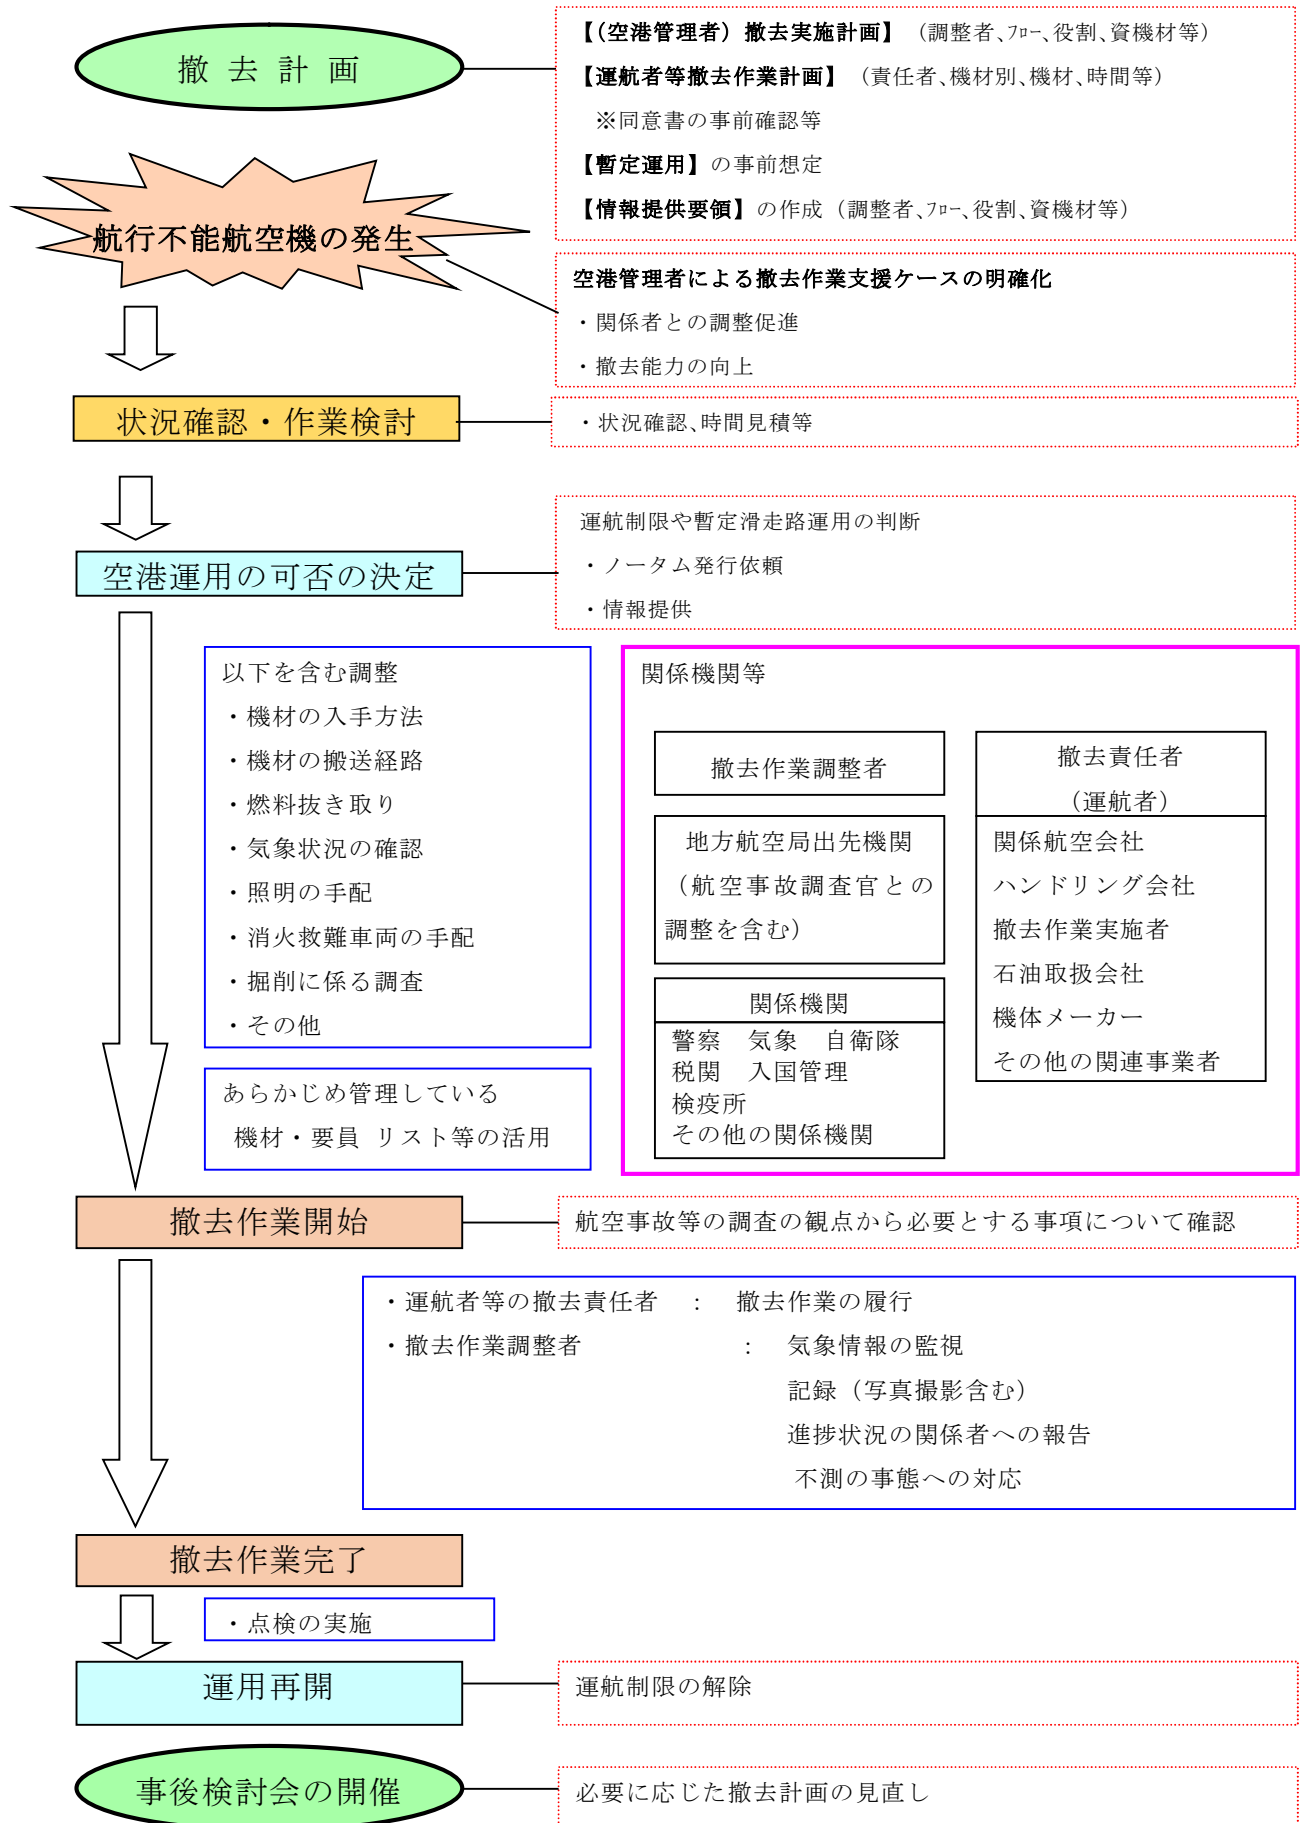 撤去計画
【（空港管理者）撤去実施計画】（調整者、ﾌﾛｰ、役割、資機材等）
【運航者等撤去作業計画】（責任者、機材別、機材、時間等）
※同意書の事前確認等
【暫定運用】の事前想定
【情報提供要領】の作成（調整者、ﾌﾛｰ、役割、資機材等）
航行不能航空機の発生
空港管理者による撤去作業支援ケースの明確化
・関係者との調整促進
・撤去能力の向上
状況確認・作業検討
・状況確認、時間見積等
空港運用の可否の決定
運航制限や暫定滑走路運用の判断
・ノータム発行依頼
・情報提供
以下を含む調整
・機材の入手方法
・機材の搬送経路
・燃料抜き取り
・気象状況の確認
・照明の手配
・消火救難車両の手配
・掘削に係る調査
・その他
あらかじめ管理している
機材・要員 リスト等の活用
関係機関等
撤去作業調整者
地方航空局出先機関
（航空事故調査官との
調整を含む）
関係機関
警察　気象　自衛隊
税関　入国管理
検疫所
その他の関係機関
撤去責任者
（運航者）
関係航空会社
ハンドリング会社
撤去作業実施者
石油取扱会社
機体メーカー
その他の関連事業者
撤去作業開始
航空事故等の調査の観点から必要とする事項について確認
・運航者等の撤去責任者　：　撤去作業の履行
・撤去作業調整者　：　気象情報の監視
記録（写真撮影含む）
進捗状況の関係者への報告
不測の事態への対応
撤去作業完了
・点検の実施
運用再開
運航制限の解除
事後検討会の開催
必要に応じた撤去計画の見直し